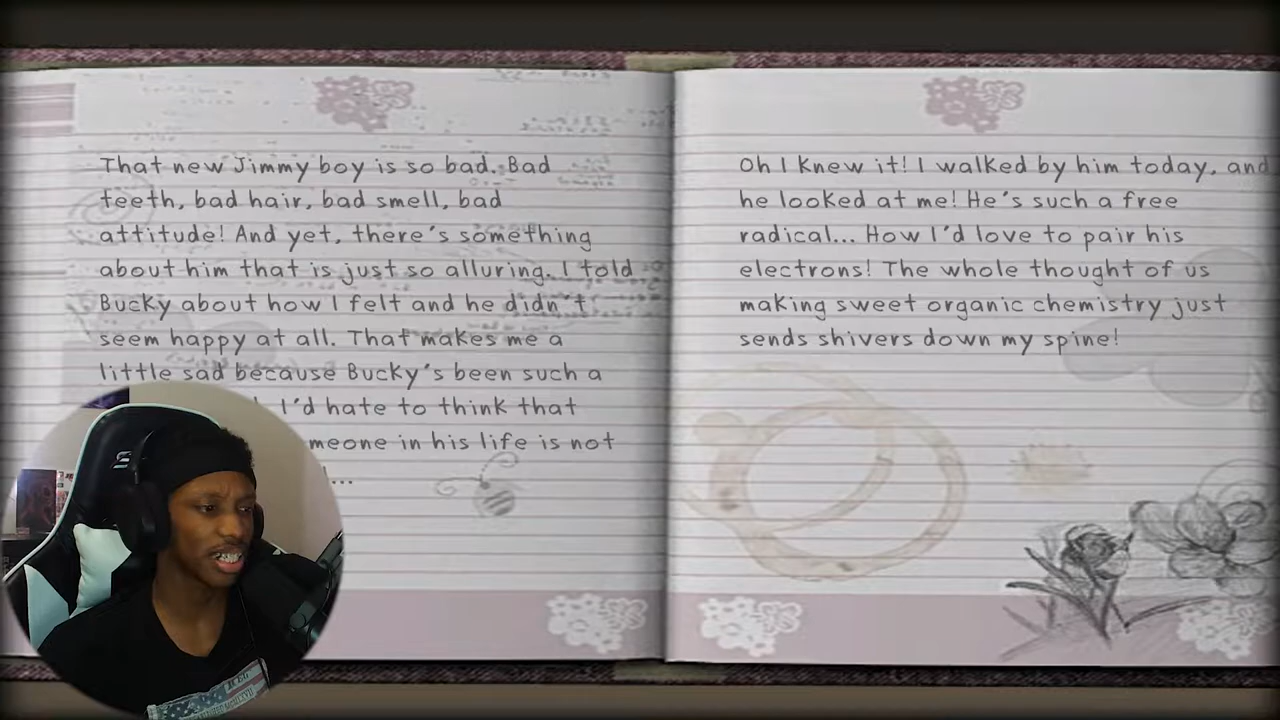 That new Jimmy boy is so bad. Bad
teeth, bad hair, bad smell, bad
attitude! And yet, there's something
about him that is just so alluring. I told
Bucky about how I felt and he didn't
seem happy at all. That makes me a
little sad because Bucky's been such a
I'd hate to think that
in his life is not
...
Oh I knew it! I walked by him today, and
he looked at me! He's such a free
radical... How I'd love to pair his
electrons! The whole thought of us
making sweet organic chemistry just
sends shivers down my spine!